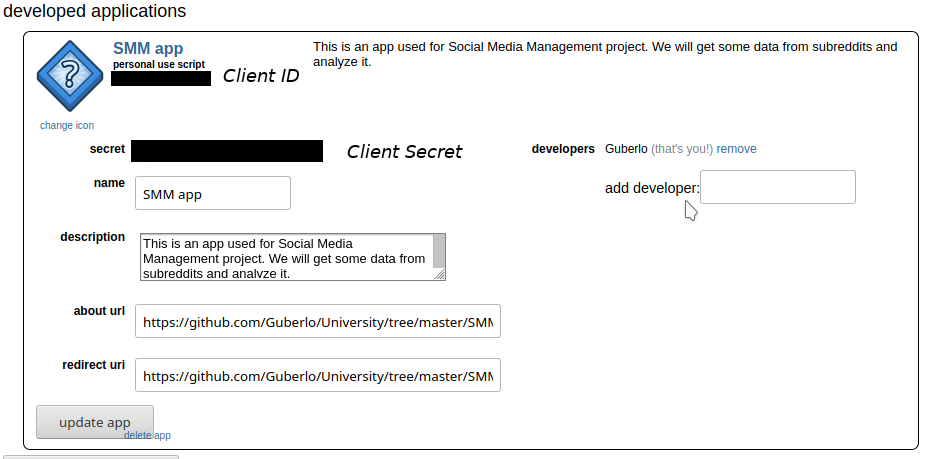 developed applications
SMM app
personal use script
Client ID
This is an app used for Social Media Management project. We will get some data from subreddits and
analyze it.
change icon
secret
Client Secret
developers Guberlo (that's you!) remove
name SMM app
add developer:
description This is an app used for Social Media
Management project. We will get some data from
subreddits and analyze it.
about url https://github.com/Guberlo/University/tree/master/SMM
redirect uri https://github.com/Guberlo/University/tree/master/SMM
update app
delete app